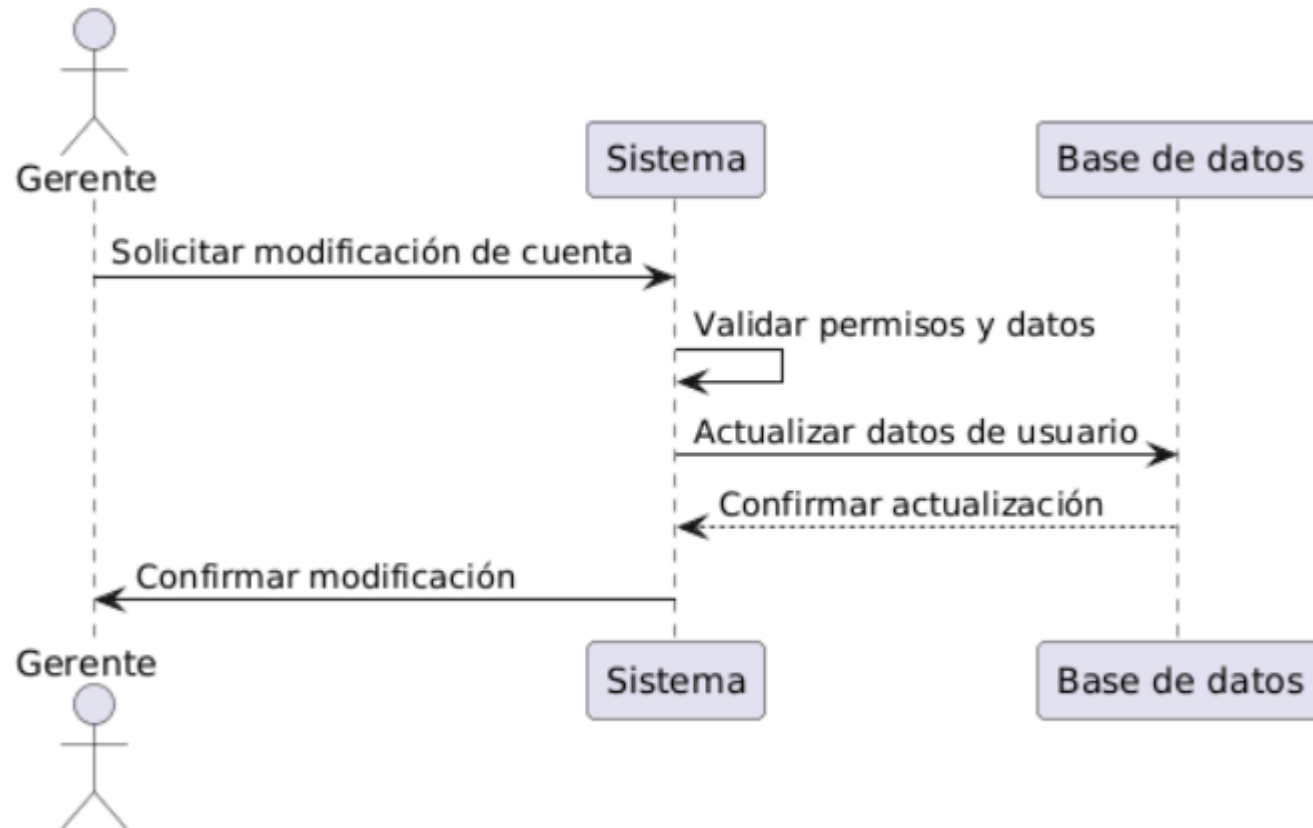 Gerente
Sistema
Base de datos
Solicitar modificación de cuenta
Validar permisos y datos
Actualizar datos de usuario
Confirmar actualización
Confirmar modificación
Gerente
Sistema
Base de datos